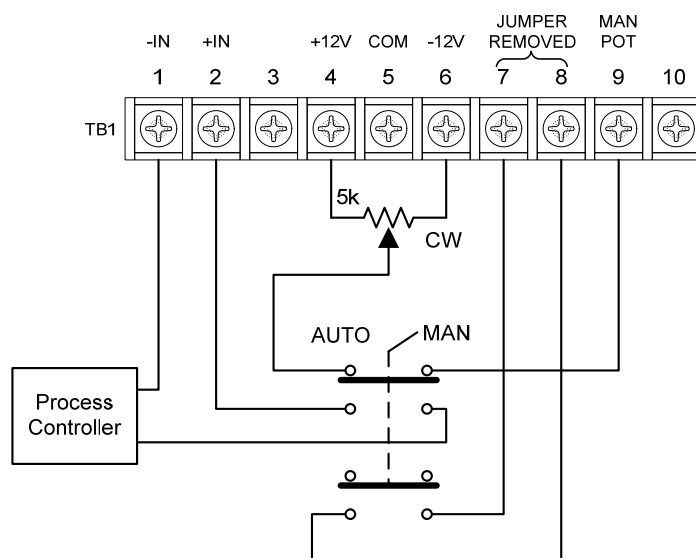 JUMPER REMOVED
MAN POT
-IN +IN +12V COM -12V
1 2 3 4 5 6 7 8 9 10
TB1
5k
CW
AUTO MAN
Process
Controller